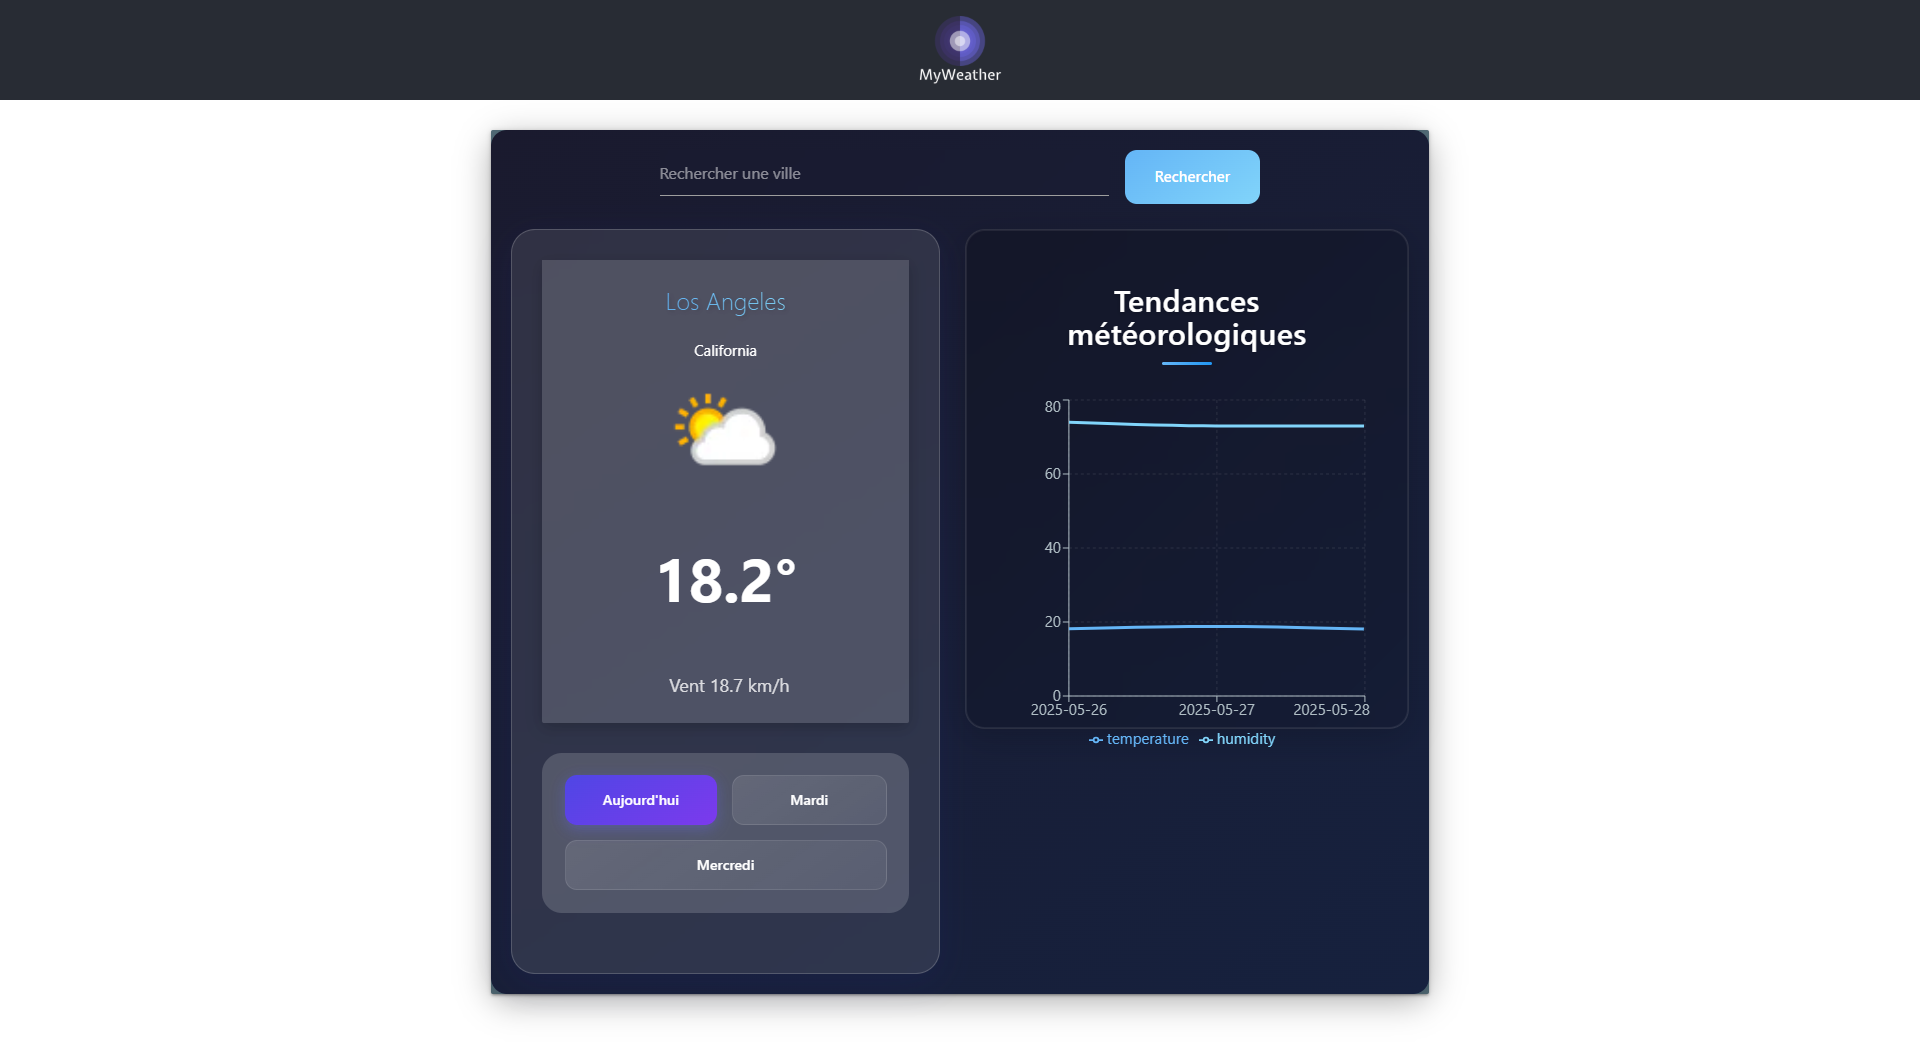 MyWeather
Rechercher une ville
Rechercher
Los Angeles
California
18.2°
Vent 18.7 km/h
Aujourd'hui
Mardi
Mercredi
Tendances
météorologiques
80
60
40
20
0
2025-05-26
2025-05-27
2025-05-28
temperature
humidity